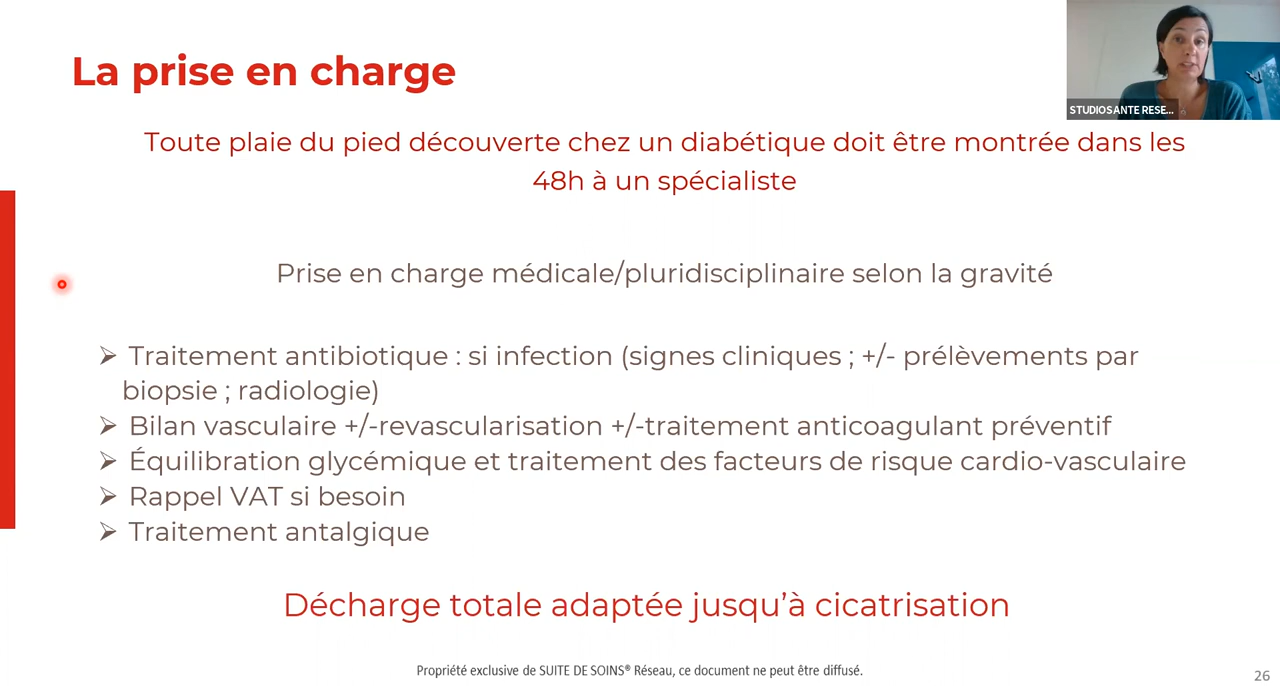 La prise en charge
STUDIOSANTE RESE...
Toute plaie du pied découverte chez un diabétique doit être montrée dans les
48h à un spécialiste
Prise en charge médicale/pluridisciplinaire selon la gravité
➢ Traitement antibiotique : si infection (signes cliniques ; +/- prélèvements par
biopsie ; radiologie)
➢ Bilan vasculaire +/-revascularisation +/-traitement anticoagulant préventif
➢ Équilibration glycémique et traitement des facteurs de risque cardio-vasculaire
➢ Rappel VAT si besoin
➢ Traitement antalgique
Décharge totale adaptée jusqu’à cicatrisation
Propriété exclusive de SUITE DE SOINS® Réseau, ce document ne peut être diffusé.
26